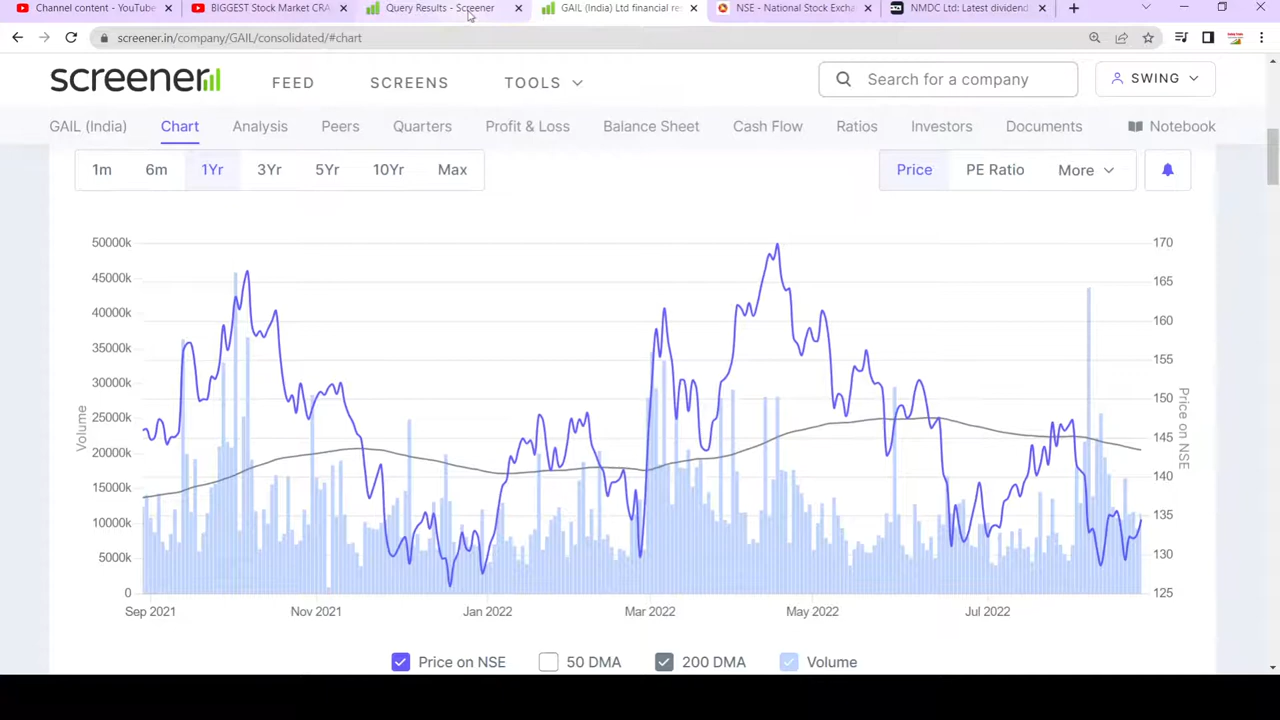 Channel content - YouTube
BIGGEST Stock Market CRA
Query Results - Screener
GAIL (India) Ltd financial re
NSE - National Stock Excha
NMDC Ltd: Latest dividend
screener.in/company/GAIL/consolidated/#chart
screener
FEED
SCREENS
TOOLS
Search for a company
SWING
GAIL (India)
Chart
Analysis
Peers
Quarters
Profit & Loss
Balance Sheet
Cash Flow
Ratios
Investors
Documents
Notebook
1m 6m 1Yr 3Yr 5Yr 10Yr Max
Price PE Ratio More
50000k
45000k
40000k
35000k
30000k
25000k
20000k
15000k
10000k
5000k
0
Volume
170
165
160
155
150
145
140
135
130
125
Price on NSE
Sep 2021 Nov 2021 Jan 2022 Mar 2022 May 2022 Jul 2022
Price on NSE 50 DMA 200 DMA Volume